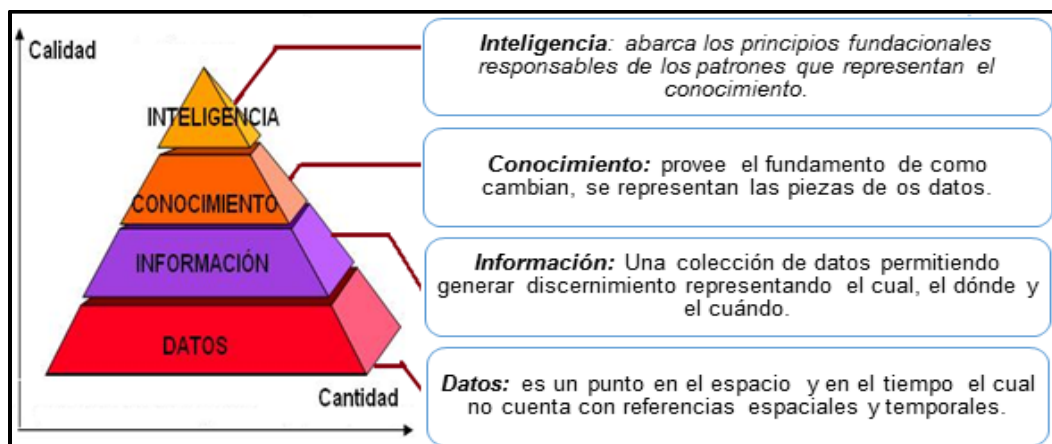 Calidad
INTELIGENCIA
CONOCIMIENTO
INFORMACIÓN
DATOS
Cantidad
Inteligencia: abarca los principios fundacionales
responsables de los patrones que representan el
conocimiento.
Conocimiento: provee el fundamento de como
cambian, se representan las piezas de os datos.
Información: Una colección de datos permitiendo
generar discernimiento representando el cual, el dónde y
el cuándo.
Datos: es un punto en el espacio y en el tiempo el cual
no cuenta con referencias espaciales y temporales.